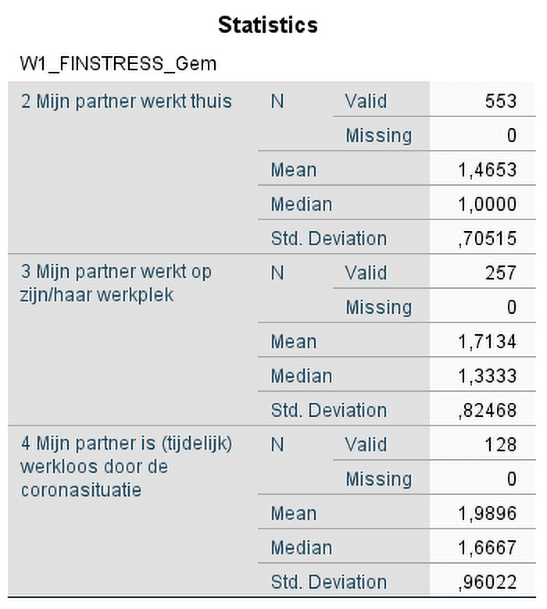 Statistics
W1_FINSTRESS_Gem
2 Mijn partner werkt thuis N Valid 553
Missing 0
Mean 1,4653
Median 1,0000
Std. Deviation ,70515
3 Mijn partner werkt op zijn/haar werkplek N Valid 257
Missing 0
Mean 1,7134
Median 1,3333
Std. Deviation ,82468
4 Mijn partner is (tijdelijk) werkloos door de coronasituatie N Valid 128
Missing 0
Mean 1,9896
Median 1,6667
Std. Deviation ,96022